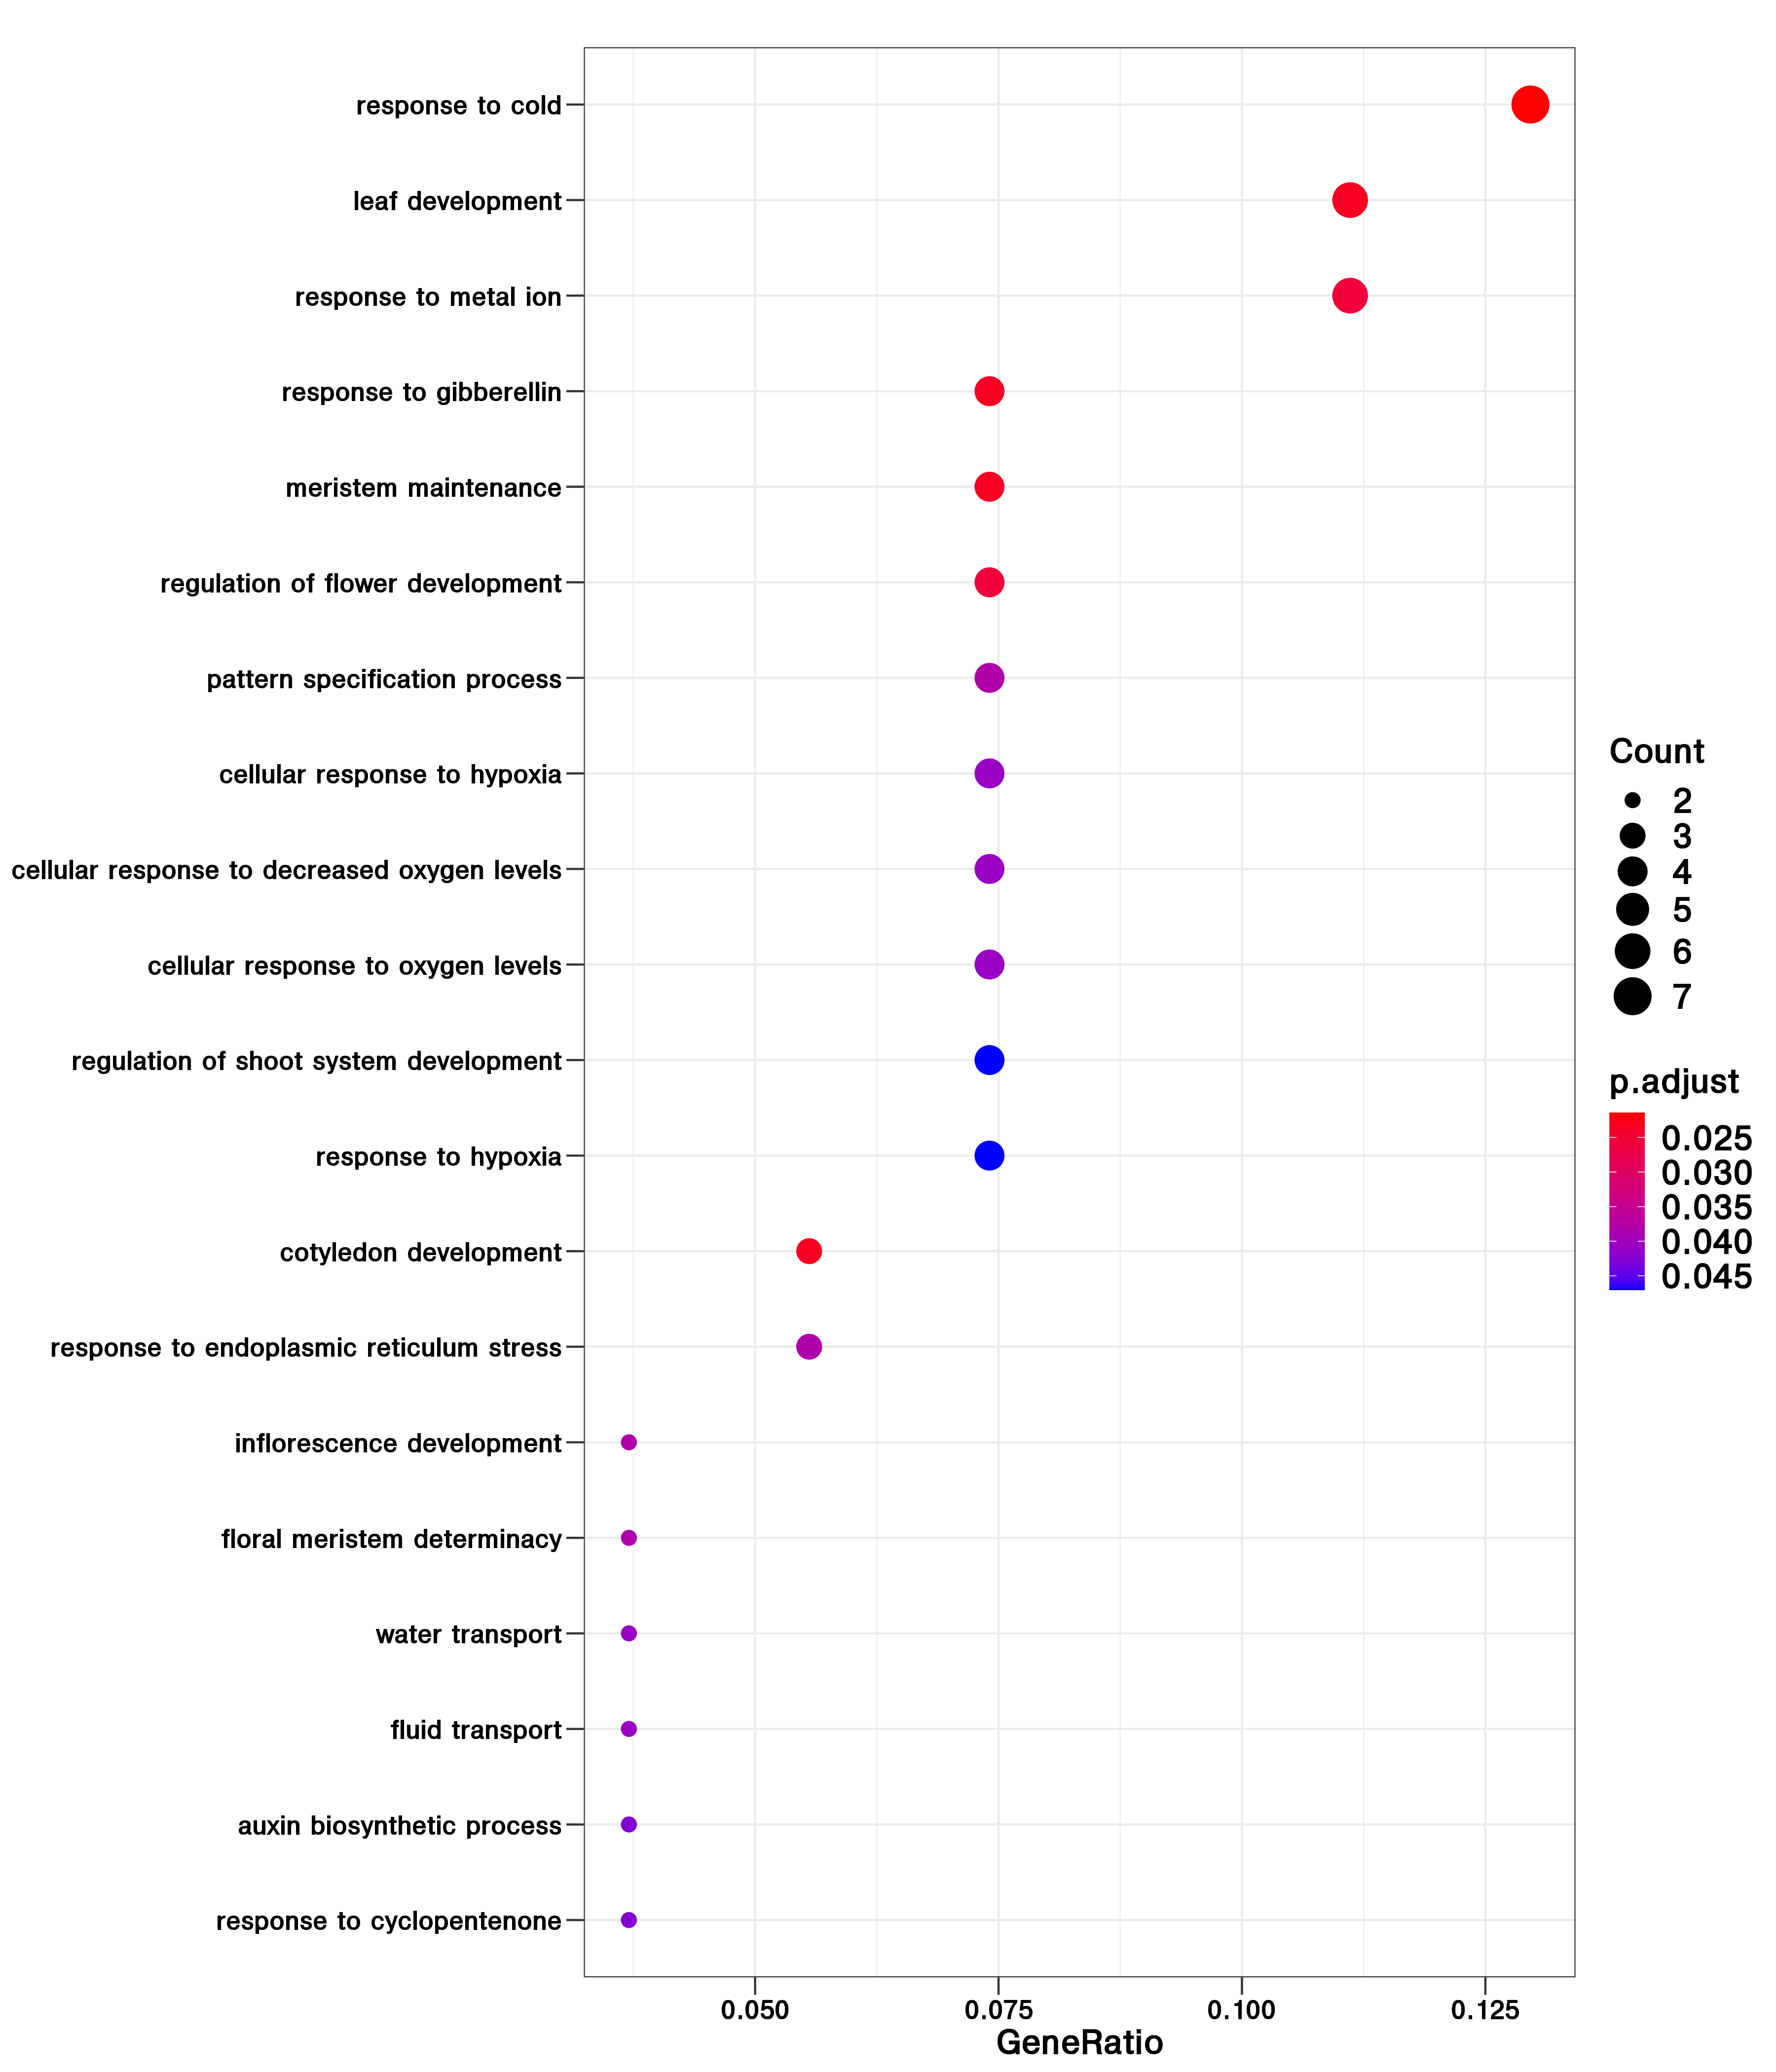 response to cold
leaf development
response to metal ion
response to gibberellin
meristem maintenance
regulation of flower development
pattern specification process
cellular response to hypoxia
cellular response to decreased oxygen levels
cellular response to oxygen levels
regulation of shoot system development
response to hypoxia
cotyledon development
response to endoplasmic reticulum stress
inflorescence development
floral meristem determinacy
water transport
fluid transport
auxin biosynthetic process
response to cyclopentenone
0.050 0.075 0.100 0.125
GeneRatio
Count
2
3
4
5
6
7
p.adjust
0.025
0.030
0.035
0.040
0.045